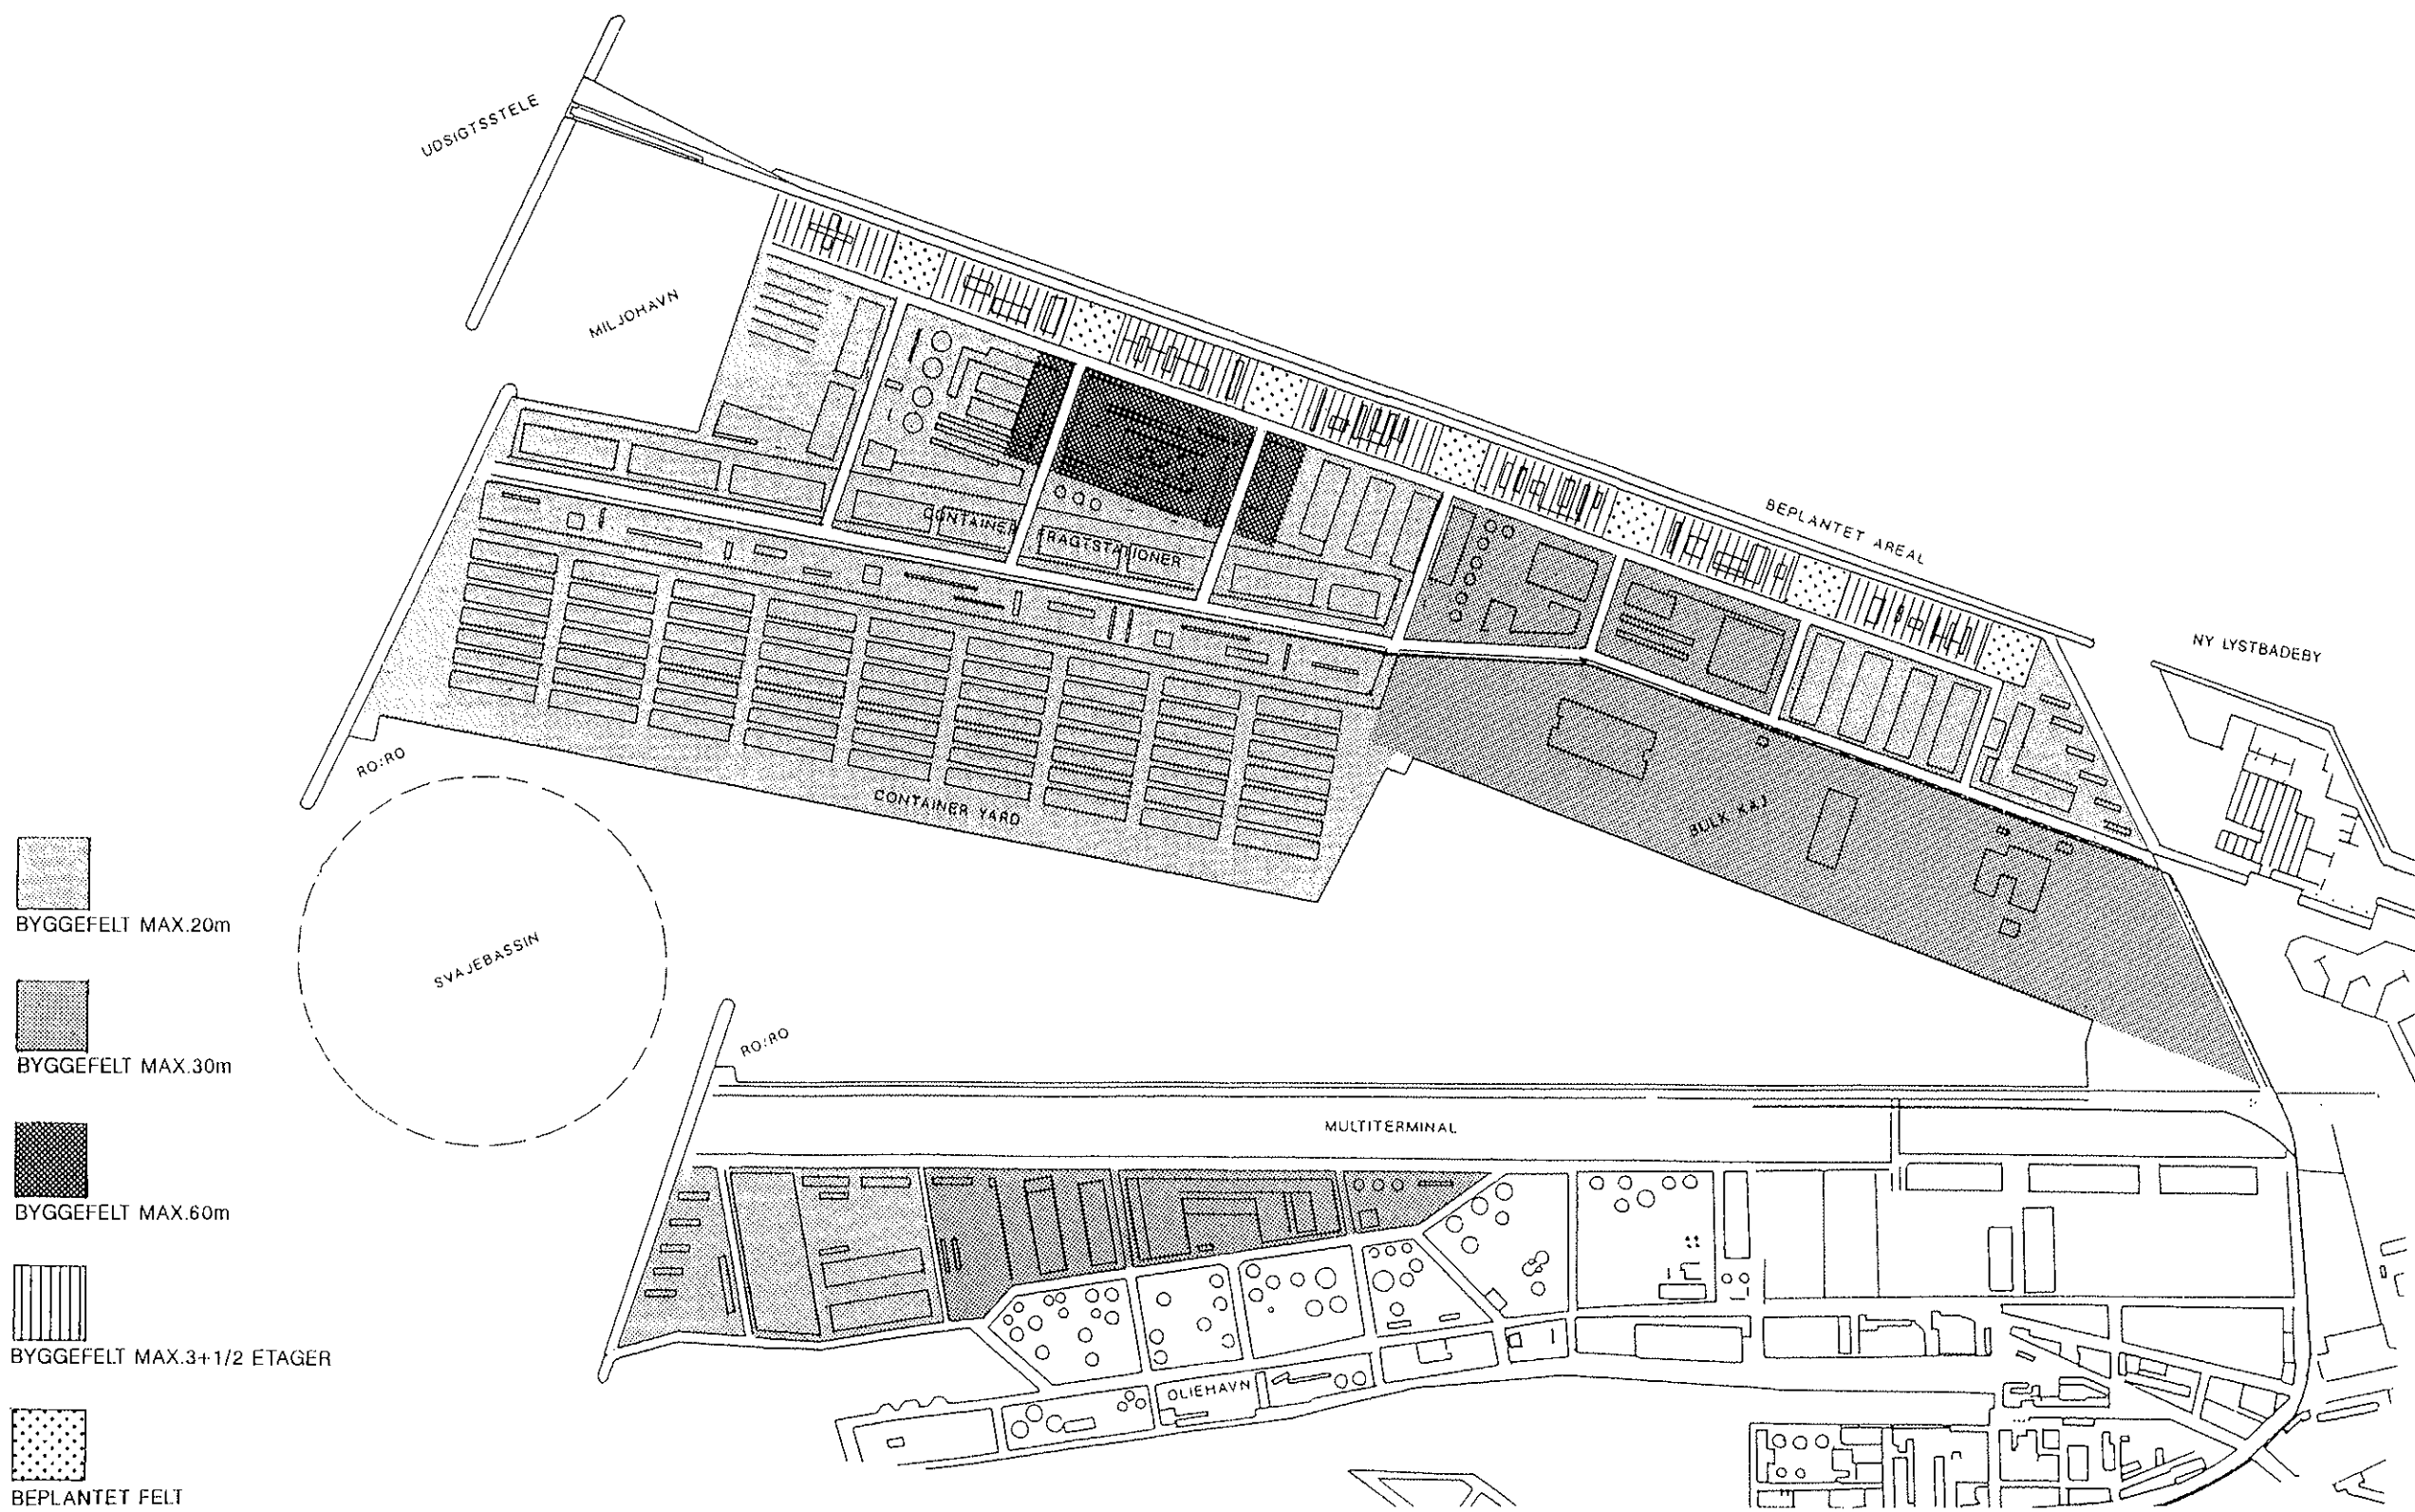 UDSIGTSSTELE
MILJOHAVN
BEPLANTET AREAL
CONTAINER FRAGTSTATIONER
NY LYSTBADEBY
RO:RO
CONTAINER YARD
BULK KAJ
SVAJEBASSIN
RO:RO
MULTITERMINAL
OLIEHAVN
BYGGEFELT MAX.20m
BYGGEFELT MAX.30m
BYGGEFELT MAX.60m
BYGGEFELT MAX.3+1/2 ETAGER
BEPLANTET FELT